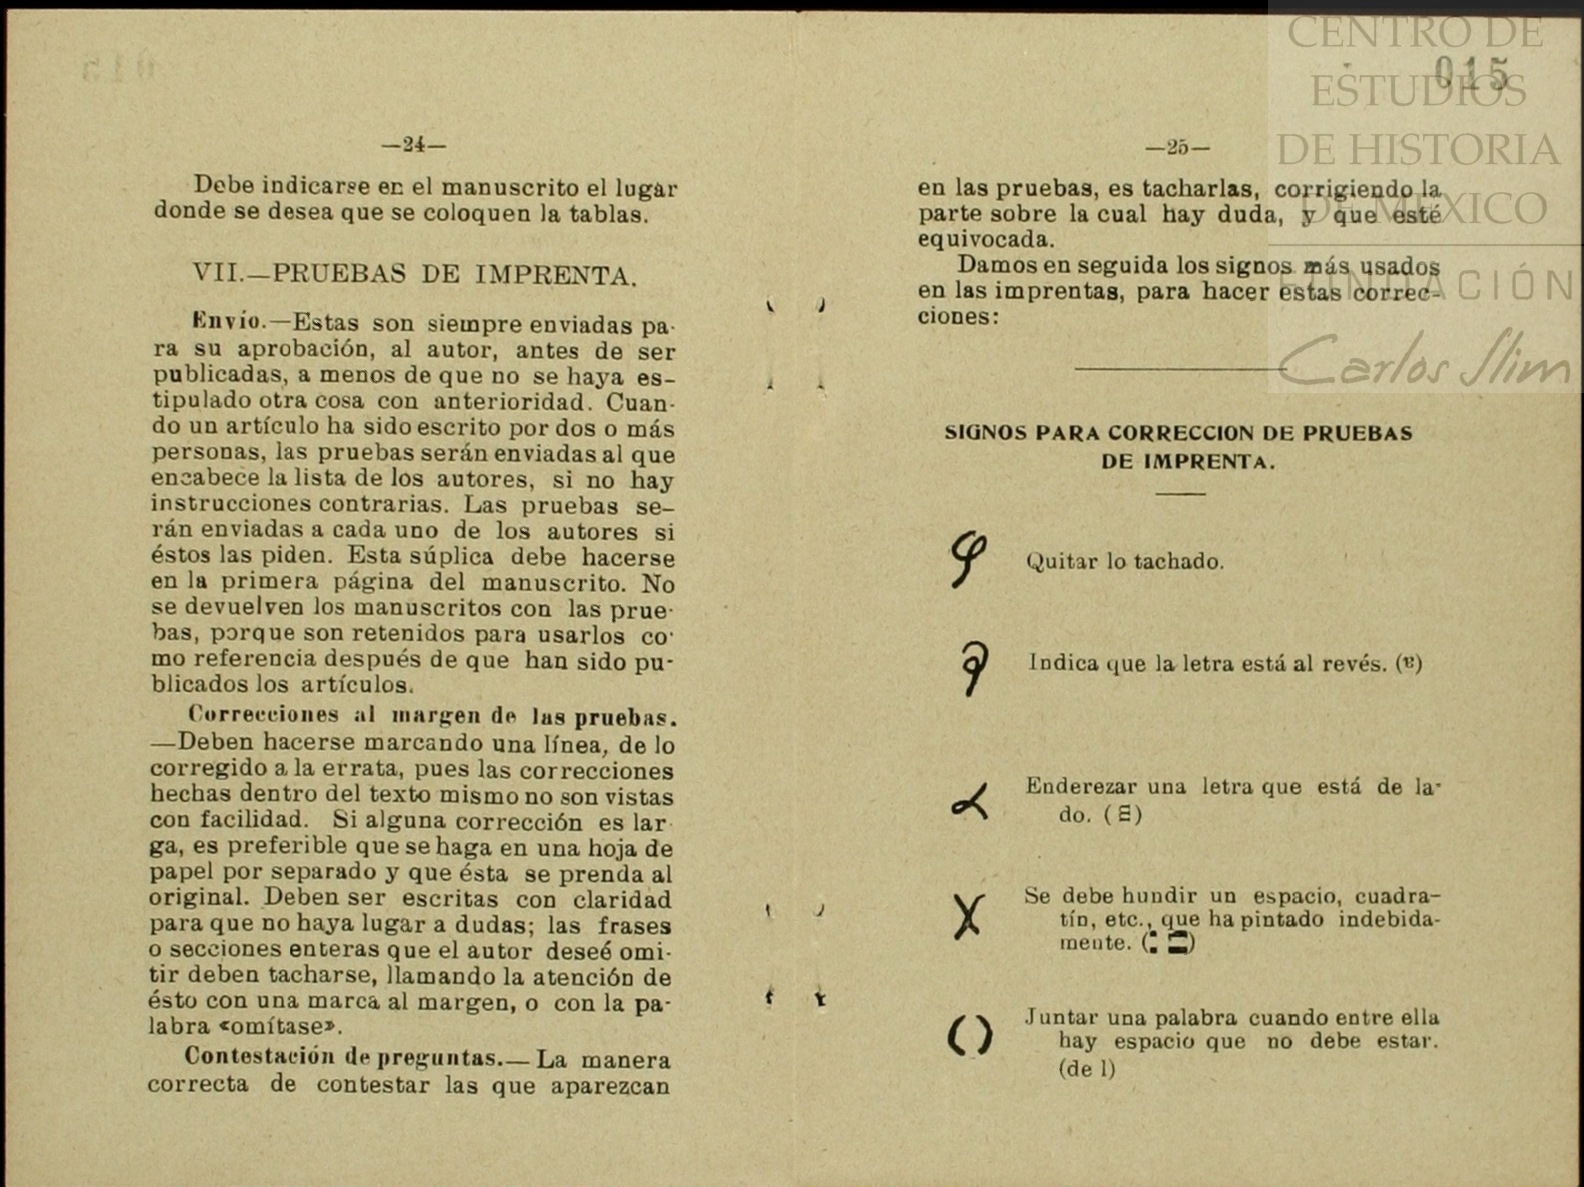 —24—
Debe indicarse en el manuscrito el lugar
donde se desea que se coloquen la tablas.
VII.—PRUEBAS DE IMPRENTA.
Envío.—Estas son siempre enviadas pa-
ra su aprobación, al autor, antes de ser
publicadas, a menos de que no se haya es-
tipulado otra cosa con anterioridad. Cuan-
do un artículo ha sido escrito por dos o más
personas, las pruebas serán enviadas al que
encabece la lista de los autores, si no hay
instrucciones contrarias. Las pruebas se-
rán enviadas a cada uno de los autores si
éstos las piden. Esta súplica debe hacerse
en la primera página del manuscrito. No
se devuelven los manuscritos con las prue-
bas, porque son retenidos para usarlos co-
mo referencia después de que han sido pu-
blicados los artículos.
Correcciones al margen de las pruebas.
—Deben hacerse marcando una línea, de lo
corregido a la errata, pues las correcciones
hechas dentro del texto mismo no son vistas
con facilidad. Si alguna corrección es lar
ga, es preferible que se haga en una hoja de
papel por separado y que ésta se prenda al
original. Deben ser escritas con claridad
para que no haya lugar a dudas; las frases
o secciones enteras que el autor deseé omi-
tir deben tacharse, llamando la atención de
ésto con una marca al margen, o con la pa-
labra «omítase».
Contestación de preguntas.— La manera
correcta de contestar las que aparezcan
015
—25—
en las pruebas, es tacharlas, corrigiendo la
parte sobre la cual hay duda, y que esté
equivocada.
Damos en seguida los signos más usados
en las imprentas, para hacer estas correc-
ciones:
SIGNOS PARA CORRECCION DE PRUEBAS
DE IMPRENTA.
Quitar lo tachado.
Indica que la letra está al revés.
Enderezar una letra que está de la-
do. (E)
Se debe hundir un espacio, cuadra-
tín, etc., que ha pintado indebida-
mente.
Juntar una palabra cuando entre ella
hay espacio que no debe estar.
(de l)
CENTRO DE
ESTUDIOS
DE HISTORIA
DE MÉXICO
FUNDACIÓN
Carlos Slim